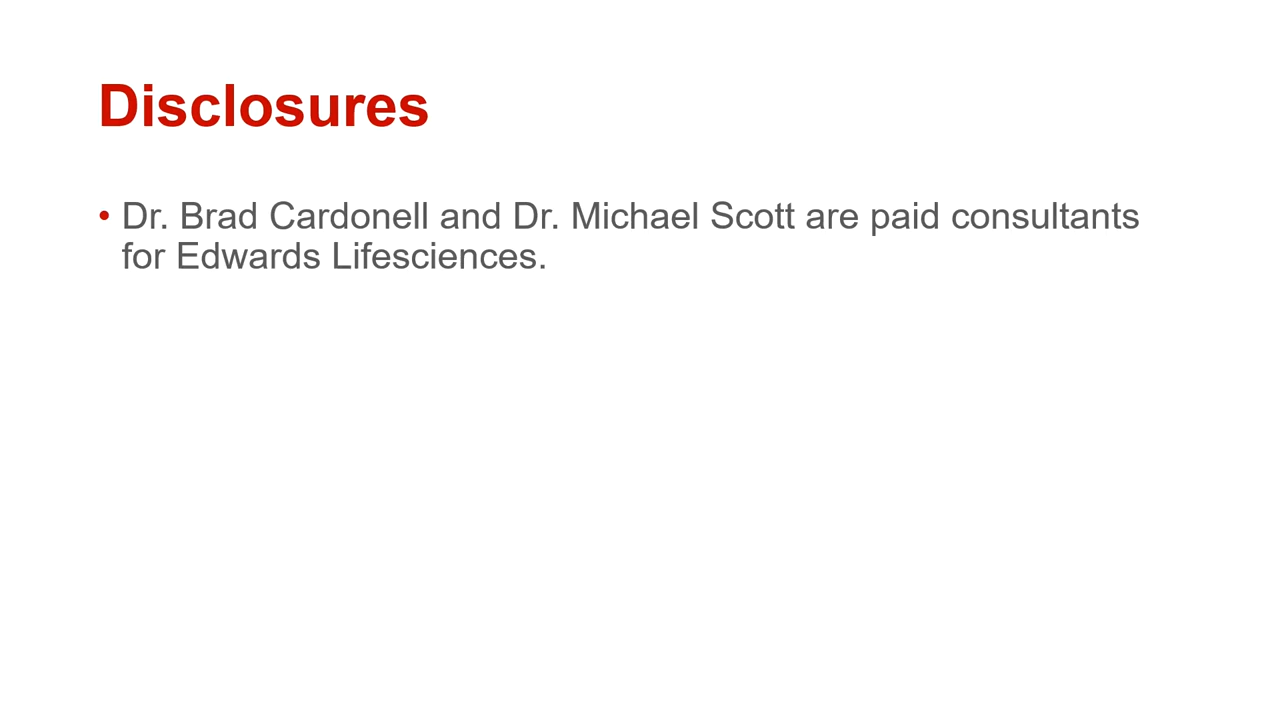 Disclosures
• Dr. Brad Cardonell and Dr. Michael Scott are paid consultants
for Edwards Lifesciences.